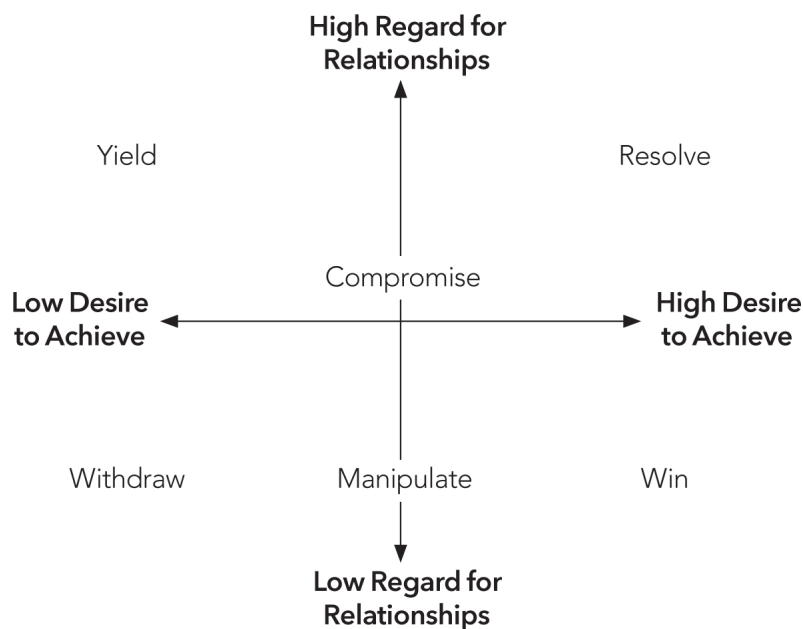 High Regard for
Relationships
Yield
Resolve
Compromise
Low Desire
to Achieve
High Desire
to Achieve
Withdraw
Manipulate
Win
Low Regard for
Relationships